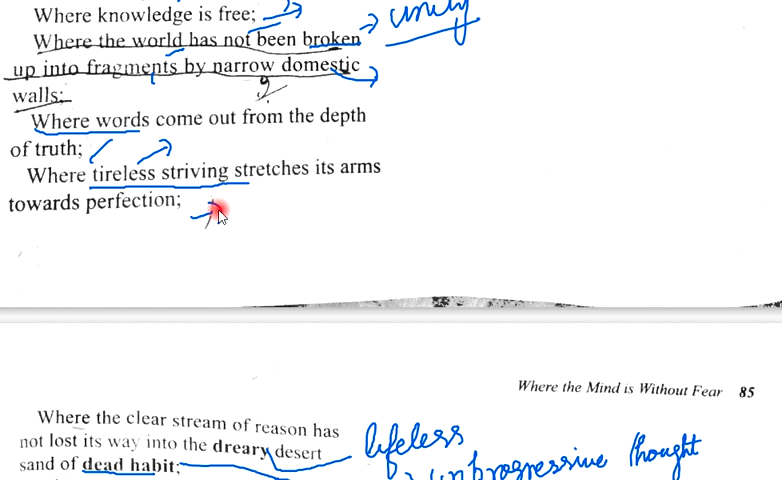 Where knowledge is free;
unity
Where the world has not been broken
up into fragments by narrow domestic
walls;
Where words come out from the depth
of truth;
Where tireless striving stretches its arms
towards perfection;
Where the Mind is Without Fear 85
Where the clear stream of reason has
not lost its way into the dreary desert
sand of dead habit;
lifeless
unprogressive thought